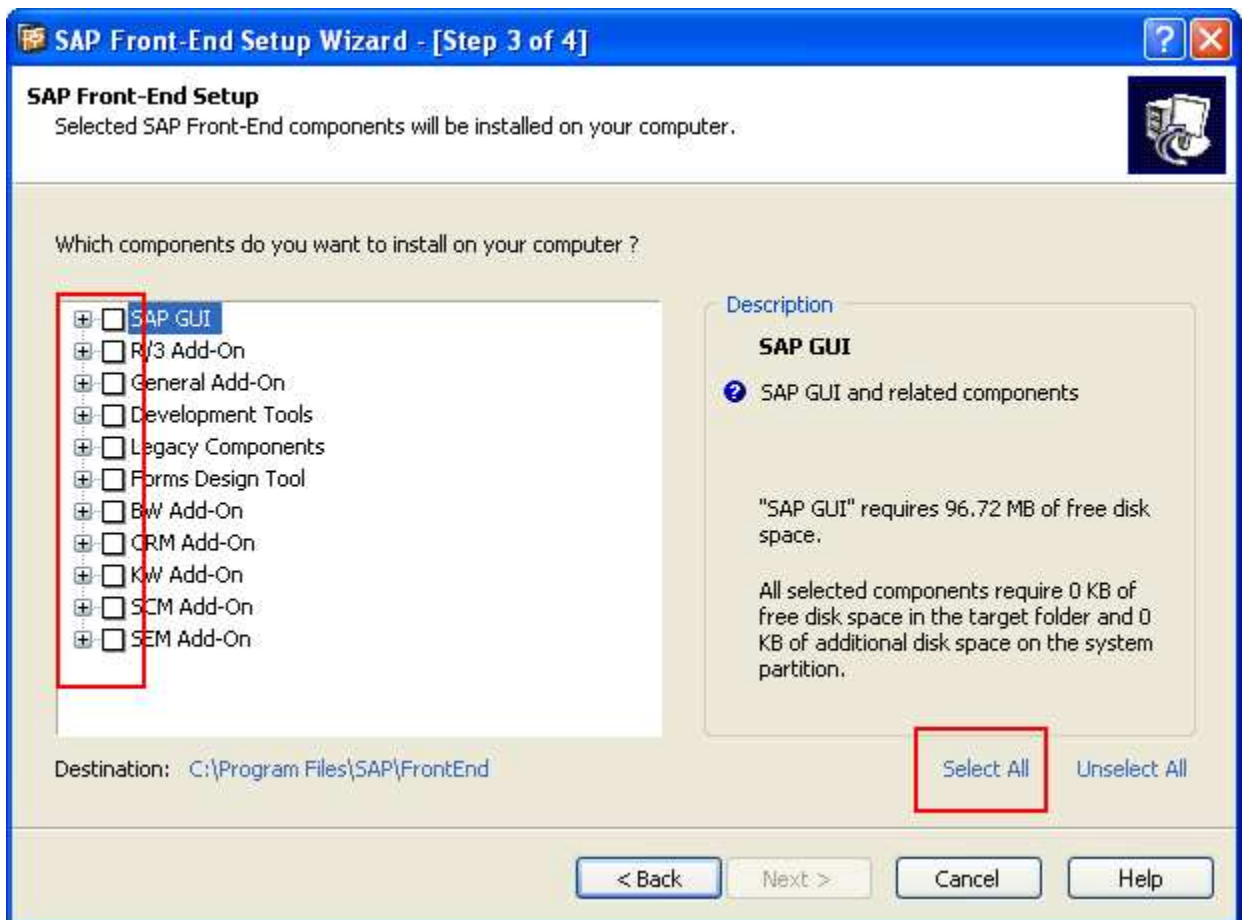 SAP Front-End Setup Wizard - [Step 3 of 4]
SAP Front-End Setup
Selected SAP Front-End components will be installed on your computer.
Which components do you want to install on your computer ?
SAP GUI
R/3 Add-On
General Add-On
Development Tools
Legacy Components
Forms Design Tool
BW Add-On
CRM Add-On
KW Add-On
SCM Add-On
SEM Add-On
Description
SAP GUI
SAP GUI and related components
"SAP GUI" requires 96.72 MB of free disk
space.
All selected components require 0 KB of
free disk space in the target folder and 0
KB of additional disk space on the system
partition.
Destination: C:\Program Files\SAP\FrontEnd
Select All
Unselect All
< Back
Next >
Cancel
Help